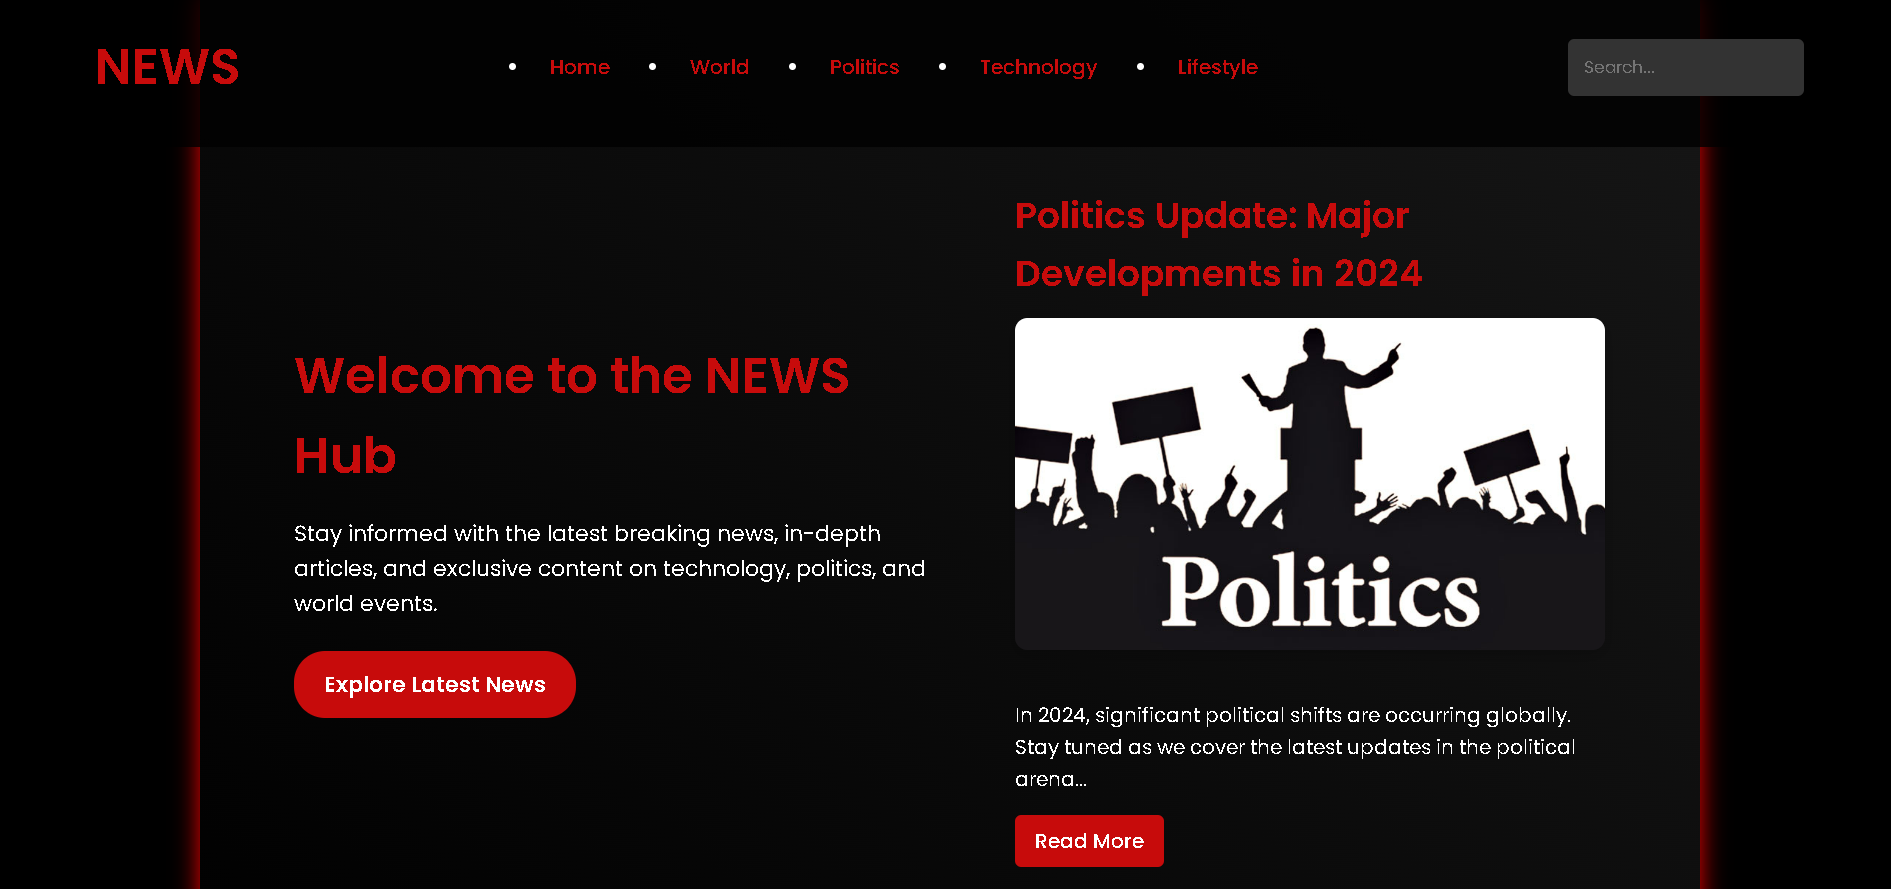 NEWS
Home
World
Politics
Technology
Lifestyle
Search...
Welcome to the NEWS
Hub
Stay informed with the latest breaking news, in-depth
articles, and exclusive content on technology, politics, and
world events.
Explore Latest News
Politics Update: Major
Developments in 2024
Politics
In 2024, significant political shifts are occurring globally.
Stay tuned as we cover the latest updates in the political
arena...
Read More